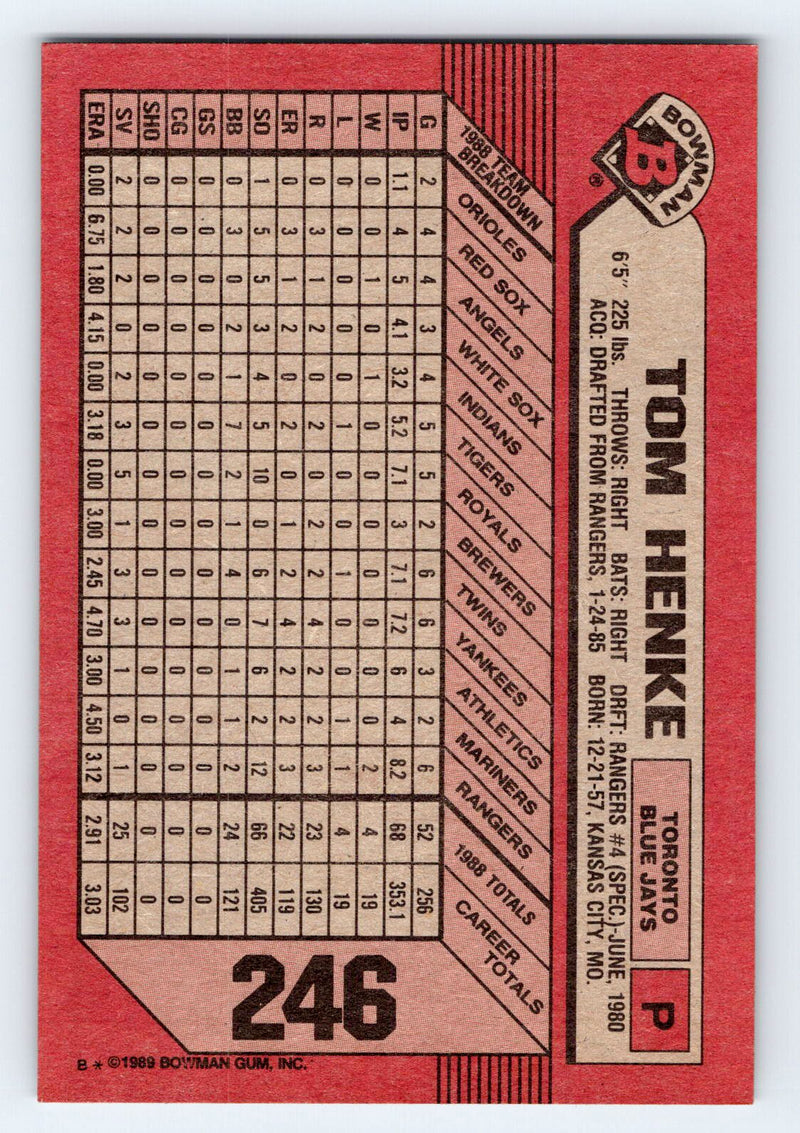 BOWMAN
B
®
TOM HENKE
TORONTO
BLUE JAYS
P
6'5" 225 lbs. THROWS: RIGHT BATS: RIGHT DRFT: RANGERS #4 (SPEC.)-JUNE, 1980
ACQ: DRAFTED FROM RANGERS, 1-24-85 BORN: 12-21-57, KANSAS CITY, MO.
1988 TEAM BREAKDOWN ORIOLES RED SOX ANGELS WHITE SOX INDIANS TIGERS ROYALS BREWERS TWINS YANKEES ATHLETICS MARINERS RANGERS 1988 TOTALS CAREER TOTALS
G 2 4 4 3 4 5 5 2 6 6 3 2 6 52 256
IP 1.1 4 5 4.1 3.2 5.2 7.1 3 7.1 7.2 6 4 8.2 68 353.1
W 0 0 1 0 1 0 0 0 0 0 0 0 2 4 19
L 0 0 0 0 0 1 0 0 1 0 0 1 1 4 19
R 0 3 1 2 0 2 0 2 2 4 2 2 3 23 130
ER 0 3 1 2 0 2 0 1 2 4 2 2 3 22 119
SO 1 5 5 3 4 5 10 0 6 7 6 2 12 66 405
BB 0 3 0 2 0 7 2 1 4 0 1 1 2 24 121
GS 0 0 0 0 0 0 0 0 0 0 0 0 0 0 0
CG 0 0 0 0 0 0 0 0 0 0 0 0 0 0 0
SHO 0 0 0 0 0 0 0 0 0 0 0 0 0 0 0
SV 2 2 2 0 2 3 5 1 3 3 1 0 1 25 102
ERA 0.00 6.75 1.80 4.15 0.00 3.18 0.00 3.00 2.45 4.70 3.00 4.50 3.12 2.91 3.03
246
B * ©1989 BOWMAN GUM, INC.